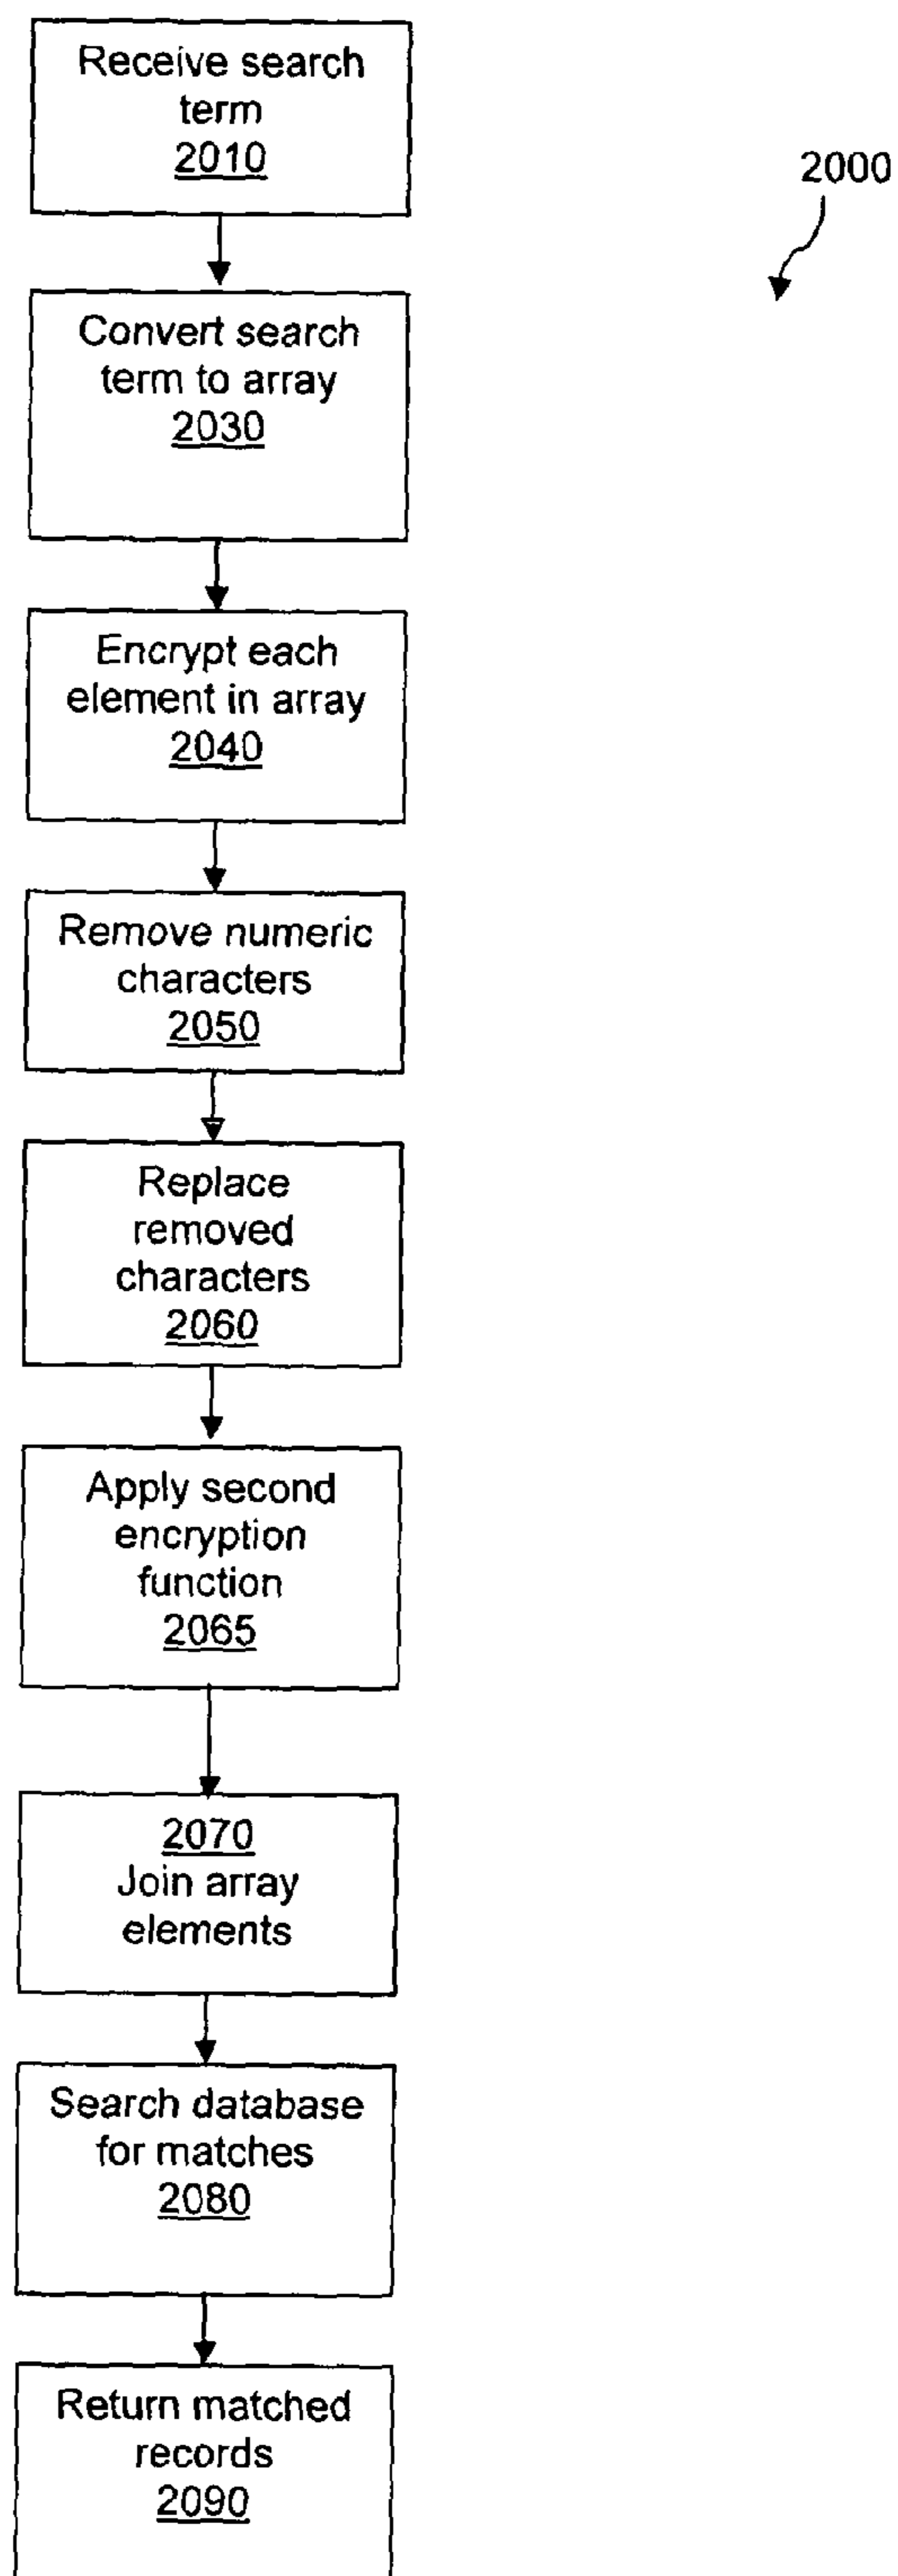 Receive search
term
2010
2000
Convert search
term to array
2030
Encrypt each
element in array
2040
Remove numeric
characters
2050
Replace
removed
characters
2060
Apply second
encryption
function
2065
2070
Join array
elements
Search database
for matches
2080
Return matched
records
2090